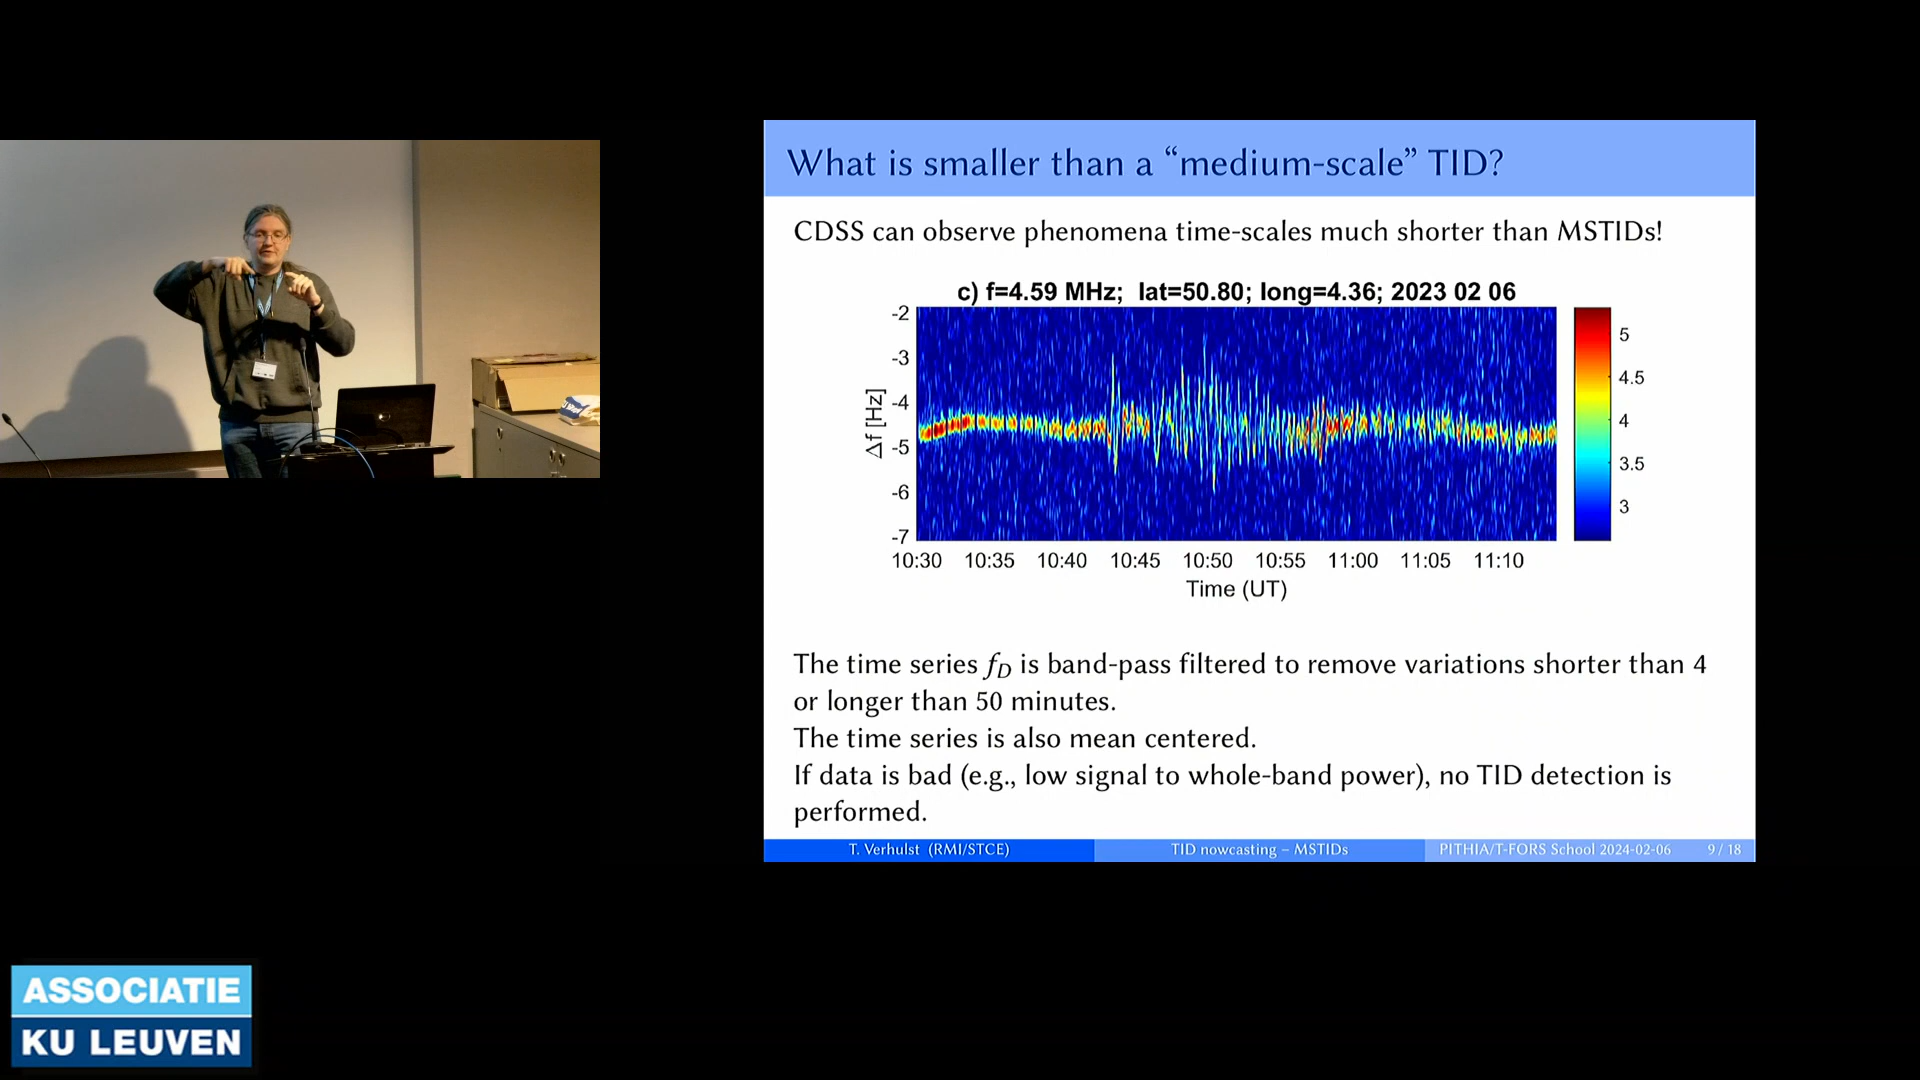 What is smaller than a “medium-scale” TID?
CDSS can observe phenomena time-scales much shorter than MSTIDs!
c) f=4.59 MHz; lat=50.80; long=4.36; 2023 02 06
-2
-3
-4
-5
-6
-7
Δf [Hz]
10:30 10:35 10:40 10:45 10:50 10:55 11:00 11:05 11:10
Time (UT)
5
4.5
4
3.5
3
The time series fD is band-pass filtered to remove variations shorter than 4
or longer than 50 minutes.
The time series is also mean centered.
If data is bad (e.g., low signal to whole-band power), no TID detection is
performed.
T. Verhulst (RMI/STCE) TID nowcasting – MSTIDs PITHIA/T-FORS School 2024-02-06 9 / 18
ASSOCIATIE
KU LEUVEN